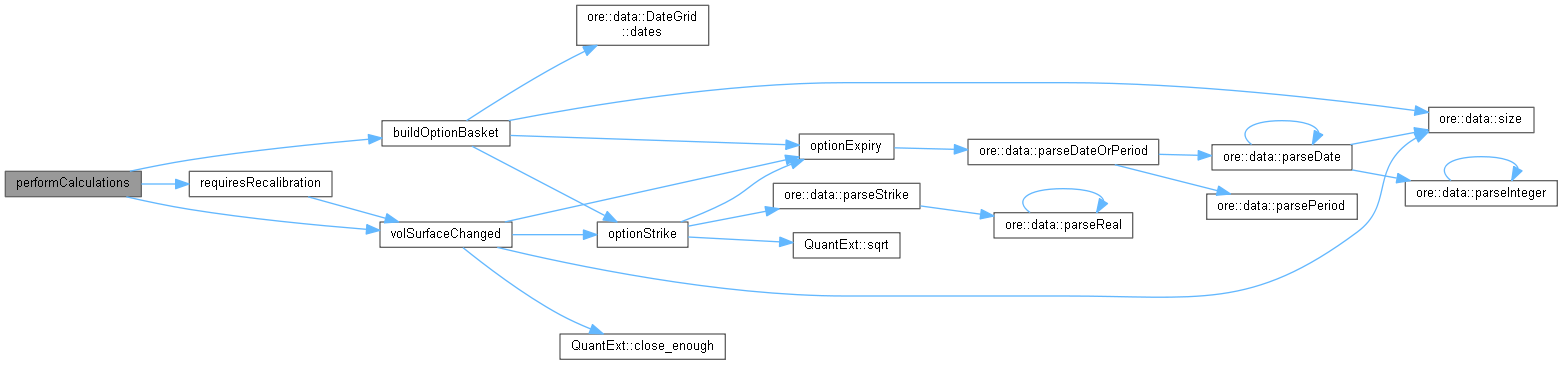 performCalculations
buildOptionBasket
requiresRecalibration
volSurfaceChanged
ore::data::DateGrid
::dates
optionStrike
QuantExt::close_enough
optionExpiry
ore::data::parseStrike
QuantExt::sqrt
ore::data::parseDateOrPeriod
ore::data::parseReal
ore::data::parseDate
ore::data::parsePeriod
ore::data::size
ore::data::parseInteger